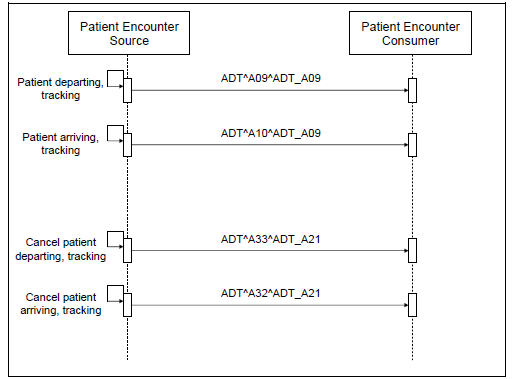 Patient Encounter
Source
Patient Encounter
Consumer
Patient departing,
tracking
ADT^A09^ADT_A09
Patient arriving,
tracking
ADT^A10^ADT_A09
Cancel patient
departing, tracking
ADT^A33^ADT_A21
Cancel patient
arriving, tracking
ADT^A32^ADT_A21